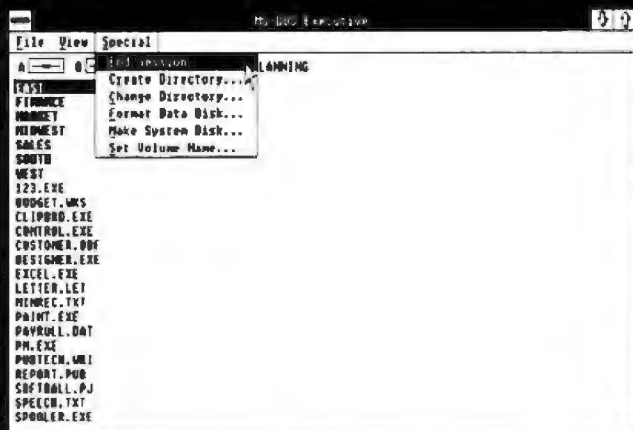 MS-DOS Executive
File View Special
A B LANNING
End Session
Create Directory...
Change Directory...
Format Data Disk...
Make System Disk...
Set Volume Name...
EAST
FINANCE
MARKET
MIDWEST
SALES
SOUTH
WEST
123.EXE
BUDGET.WKS
CLIPBRD.EXE
CONTROL.EXE
CUSTOMER.DBF
DESIGNER.EXE
EXCEL.EXE
LETTER.LET
MINREC.TXT
PAINT.EXE
PAYROLL.DAT
PM.EXE
PUBTECH.WRI
REPORT.PUB
SOFTBALL.PJ
SPEECH.TXT
SPOOLER.EXE